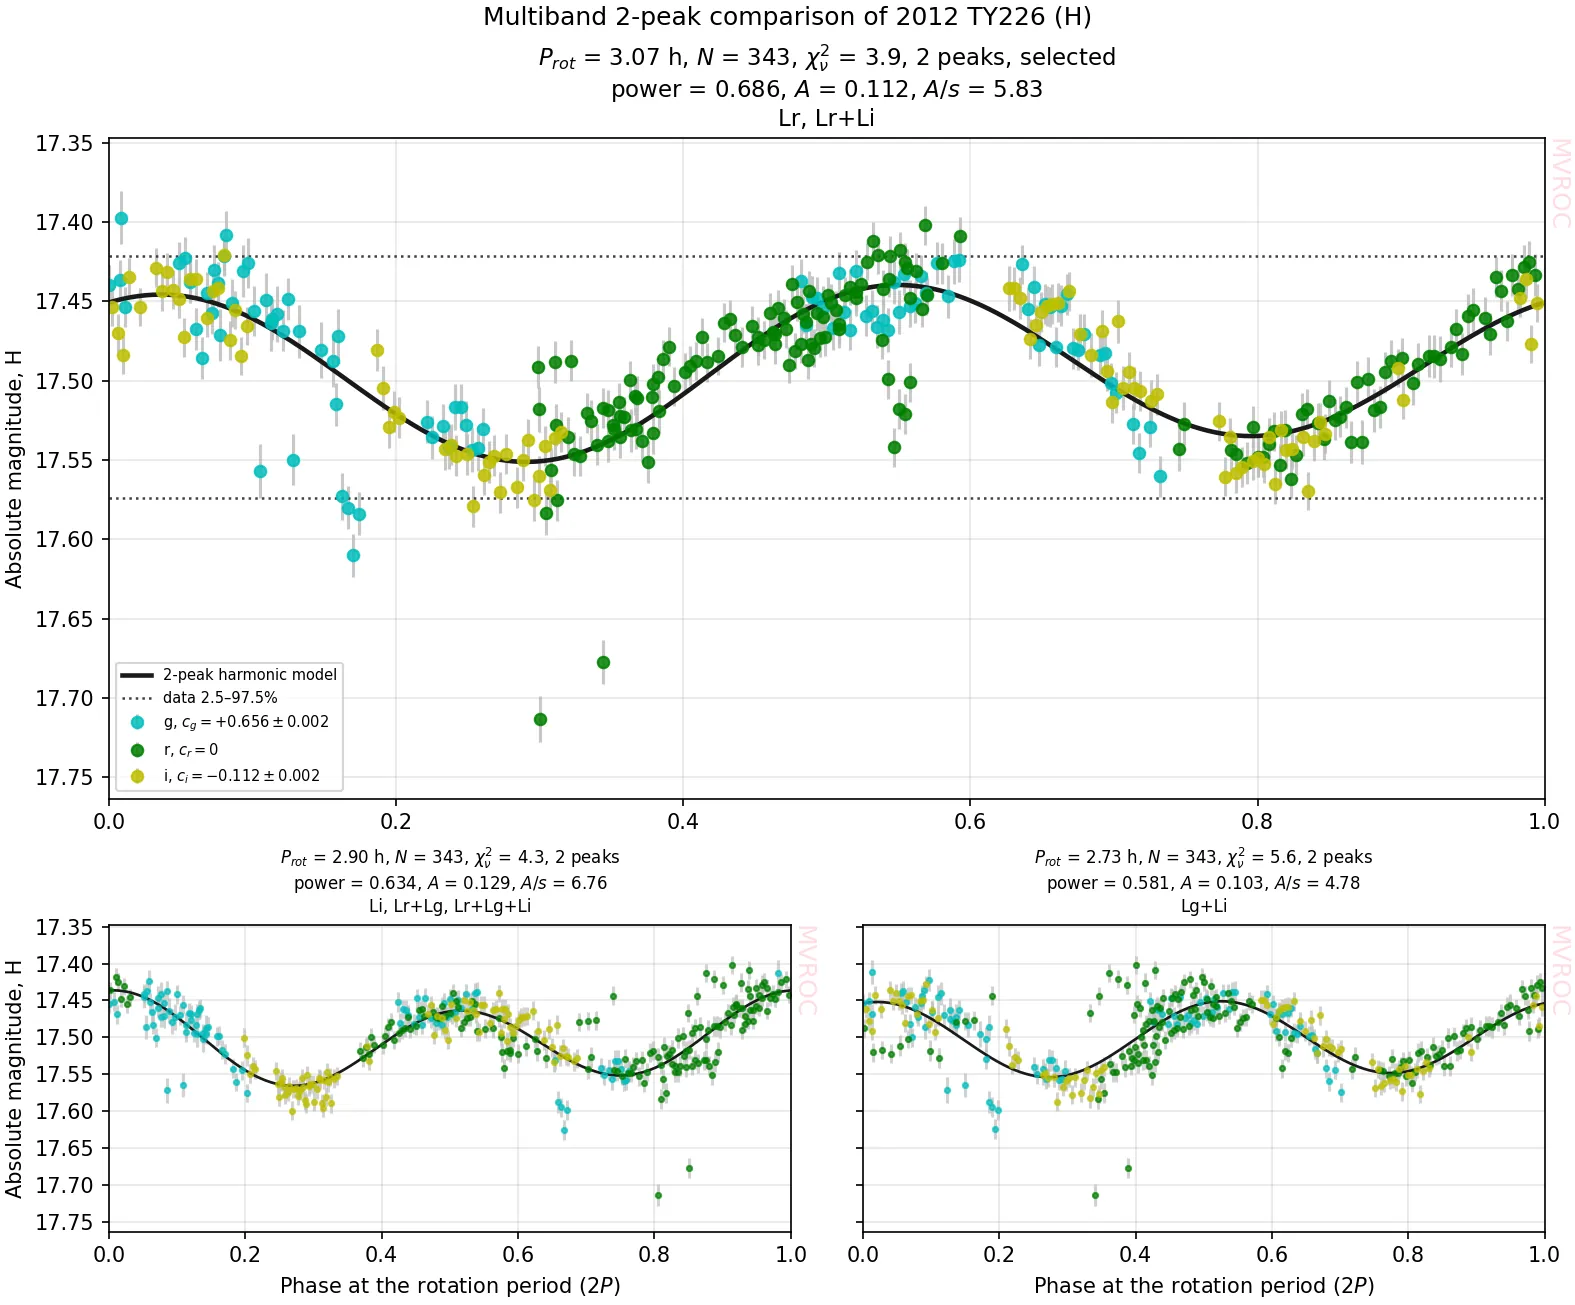 Multiband 2-peak comparison of 2012 TY226 (H)
P_rot = 3.07 h, N = 343, χ²_ν = 3.9, 2 peaks, selected
power = 0.686, A = 0.112, A/s = 5.83
Lr, Lr+Li
17.35
17.40
17.45
17.50
17.55
17.60
17.65
17.70
17.75
Absolute magnitude, H
MVROC
2-peak harmonic model
data 2.5–97.5%
g, c_g = +0.656 ± 0.002
r, c_r = 0
i, c_i = −0.112 ± 0.002
0.0 0.2 0.4 0.6 0.8 1.0
P_rot = 2.90 h, N = 343, χ²_ν = 4.3, 2 peaks
power = 0.634, A = 0.129, A/s = 6.76
Li, Lr+Lg, Lr+Lg+Li
17.35
17.40
17.45
17.50
17.55
17.60
17.65
17.70
17.75
Absolute magnitude, H
MVROC
0.0 0.2 0.4 0.6 0.8 1.0
Phase at the rotation period (2P)
P_rot = 2.73 h, N = 343, χ²_ν = 5.6, 2 peaks
power = 0.581, A = 0.103, A/s = 4.78
Lg+Li
MVROC
0.0 0.2 0.4 0.6 0.8 1.0
Phase at the rotation period (2P)